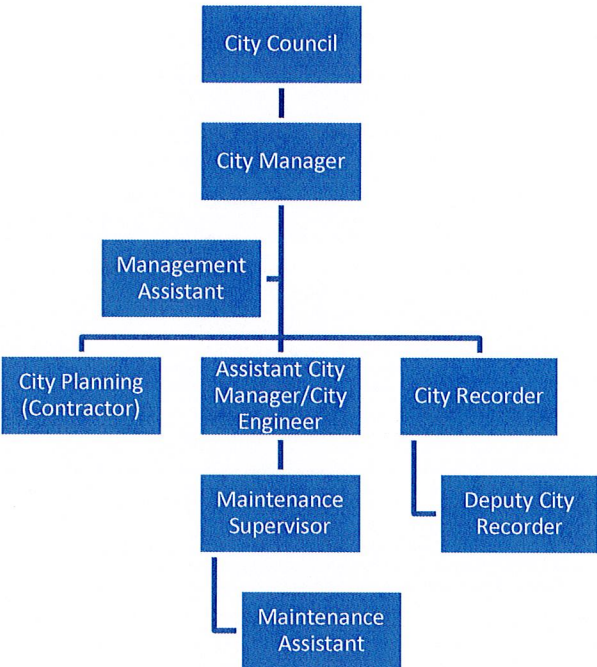 City Council
City Manager
Management
Assistant
City Planning
(Contractor)
Assistant City
Manager/City
Engineer
City Recorder
Maintenance
Supervisor
Deputy City
Recorder
Maintenance
Assistant